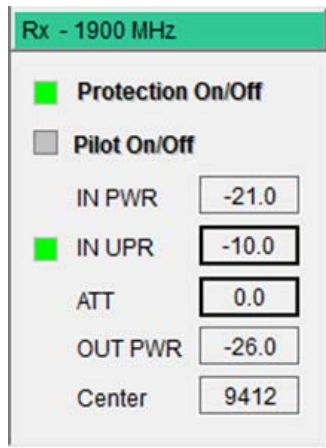 Rx - 1900 MHz
Protection On/Off
Pilot On/Off
IN PWR -21.0
IN UPR -10.0
ATT 0.0
OUT PWR -26.0
Center 9412